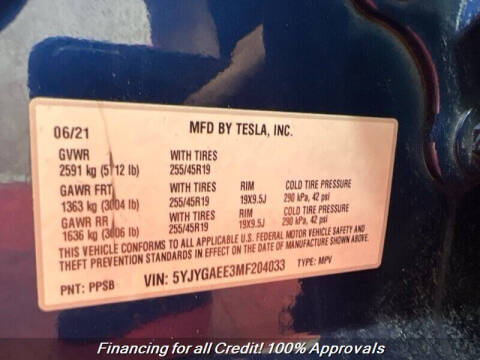 06/21 MFD BY TESLA, INC.
GVWR WITH TIRES
2591 kg (5712 lb) 255/45R19
GAWR FRT WITH TIRES RIM COLD TIRE PRESSURE
1363 kg (3004 lb) 255/45R19 19X9.5J 290 kPa, 42 psi
GAWR RR WITH TIRES RIM COLD TIRE PRESSURE
1636 kg (3606 lb) 255/45R19 19X9.5J 290 kPa, 42 psi
THIS VEHICLE CONFORMS TO ALL APPLICABLE U.S. FEDERAL MOTOR VEHICLE SAFETY AND
THEFT PREVENTION STANDARDS IN EFFECT ON THE DATE OF MANUFACTURE SHOWN ABOVE.
PNT: PPSB VIN: 5YJYGAEE3MF204033 TYPE: MPV
Financing for all Credit! 100% Approvals